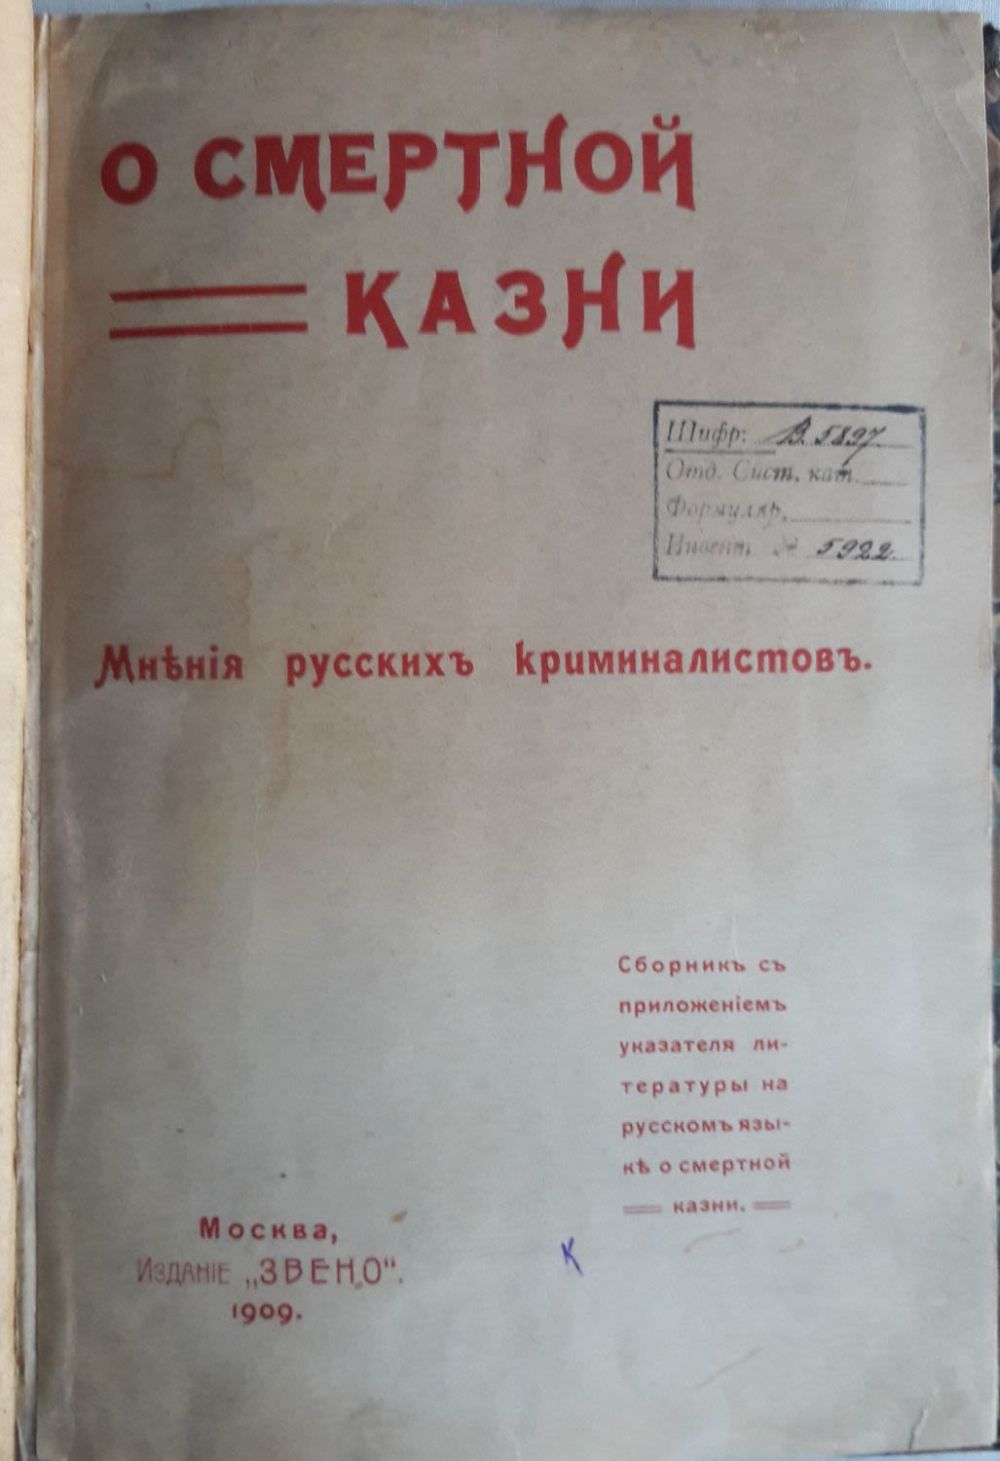 О СМЕРТНОЙ
КАЗНИ
Шифр: В. 5897
Отд. Сист. кат.
Формуляр.
Инвент. № 5922
Мнѣнія русскихъ криминалистовъ.
Сборникъ съ
приложеніемъ
указателя ли-
тературы на
русскомъ язы-
кѣ о смертной
казни.
Москва,
Изданіе „ЗВЕНО“.
1909.
К